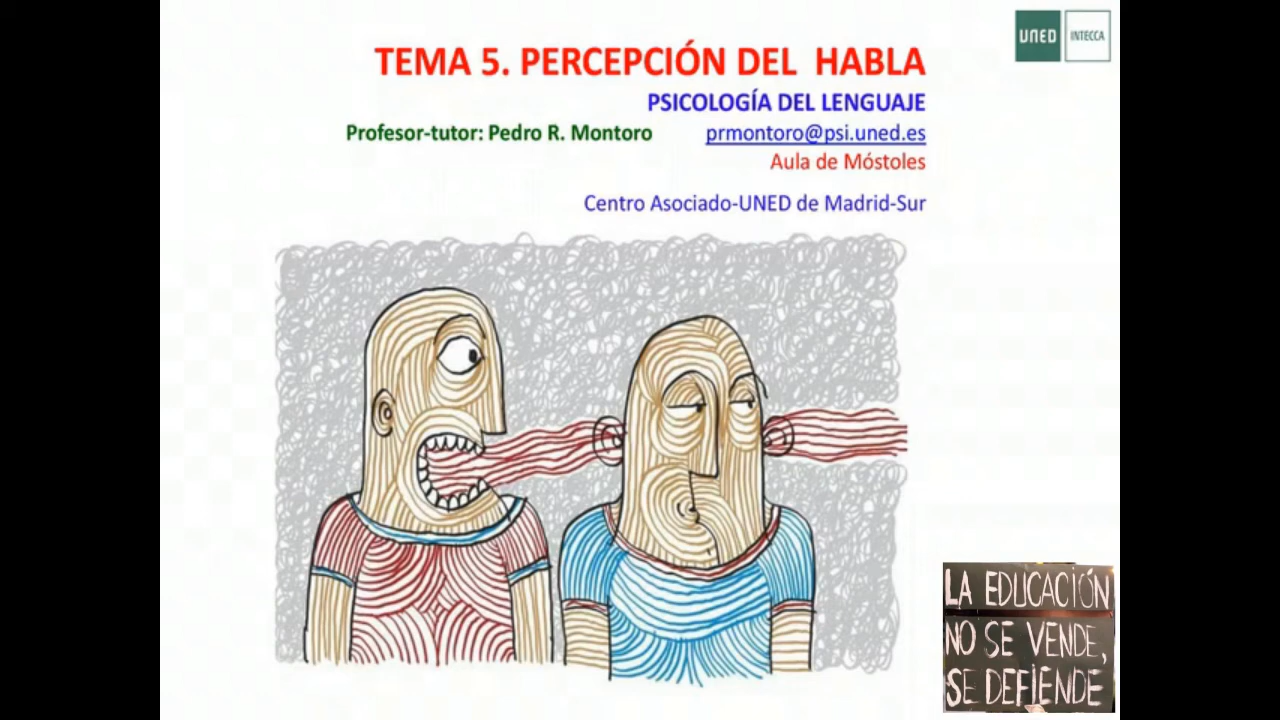 UNED INTECCA
TEMA 5. PERCEPCIÓN DEL HABLA
PSICOLOGÍA DEL LENGUAJE
Profesor-tutor: Pedro R. Montoro prmontoro@psi.uned.es
Aula de Móstoles
Centro Asociado-UNED de Madrid-Sur
LA EDUCACIÓN
NO SE VENDE,
SE DEFIENDE